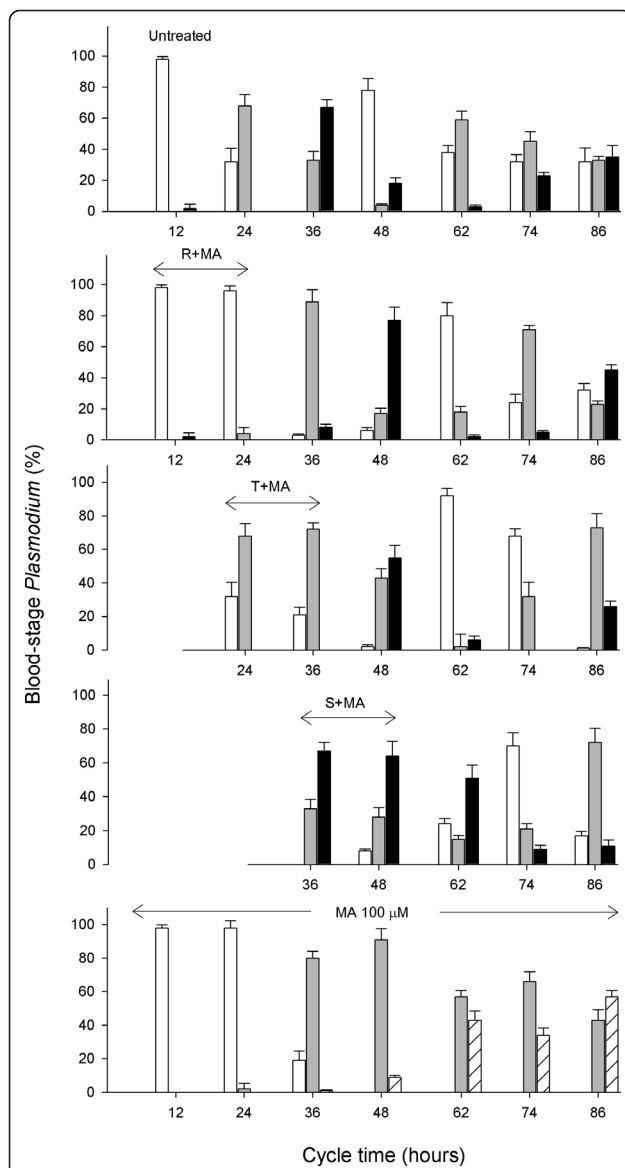 Untreated
100
80
60
40
20
0
12 24 36 48 62 74 86
R+MA
100
80
60
40
20
0
12 24 36 48 62 74 86
T+MA
100
80
60
40
20
0
24 36 48 62 74 86
S+MA
100
80
60
40
20
0
36 48 62 74 86
MA 100 μM
100
80
60
40
20
0
12 24 36 48 62 74 86
Blood-stage Plasmodium (%)
Cycle time (hours)